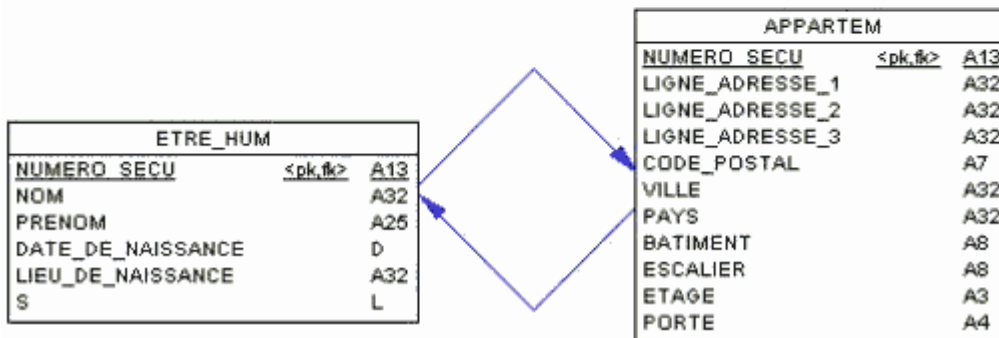 ETRE_HUM
NUMERO_SECU <pk,fk> A13
NOM A32
PRENOM A25
DATE_DE_NAISSANCE D
LIEU_DE_NAISSANCE A32
S L
APPARTEM
NUMERO_SECU <pk,fk> A13
LIGNE_ADRESSE_1 A32
LIGNE_ADRESSE_2 A32
LIGNE_ADRESSE_3 A32
CODE_POSTAL A7
VILLE A32
PAYS A32
BATIMENT A8
ESCALIER A8
ETAGE A3
PORTE A4